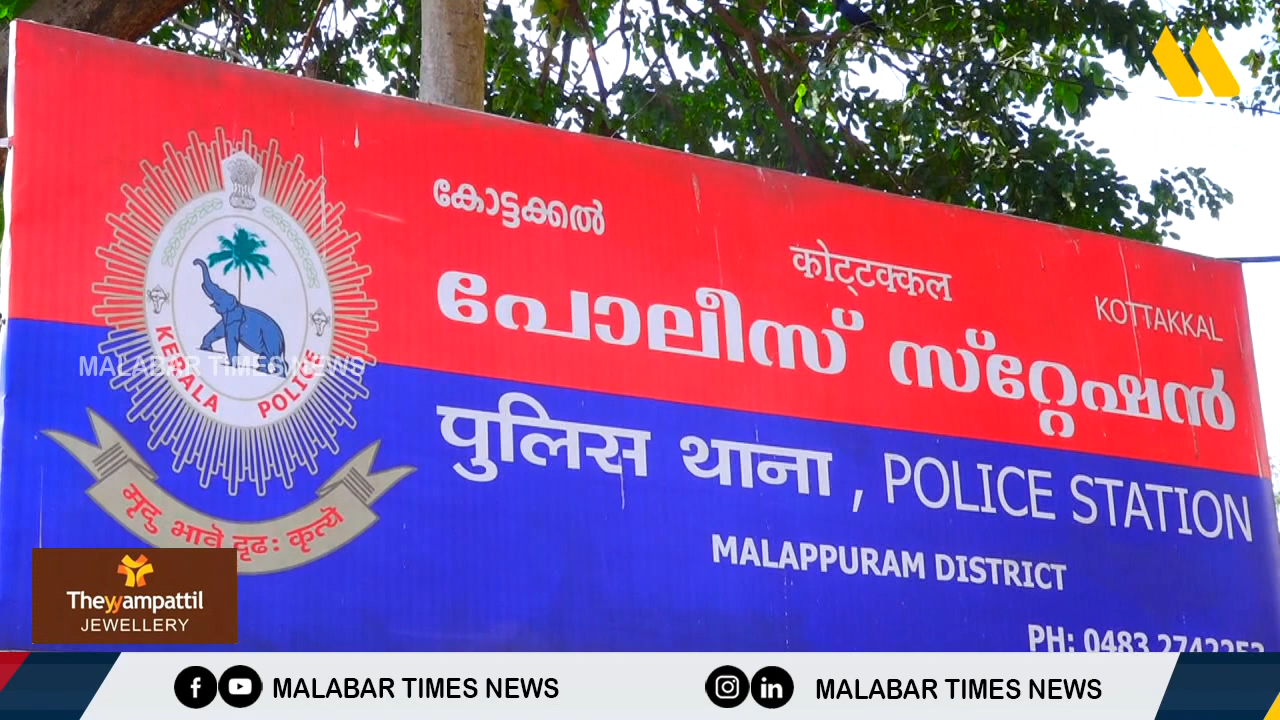 കോട്ടക്കൽ
कोट्टक्कल
KOTTAKKAL
പോലീസ് സ്റ്റേഷൻ
पुलिस थाना , POLICE STATION
MALAPPURAM DISTRICT
PH: 0483 2742253
KERALA POLICE
मृदु भावे दृढः कृत्ये
MALABAR TIMES NEWS
Theyyampattil
JEWELLERY
MALABAR TIMES NEWS
MALABAR TIMES NEWS